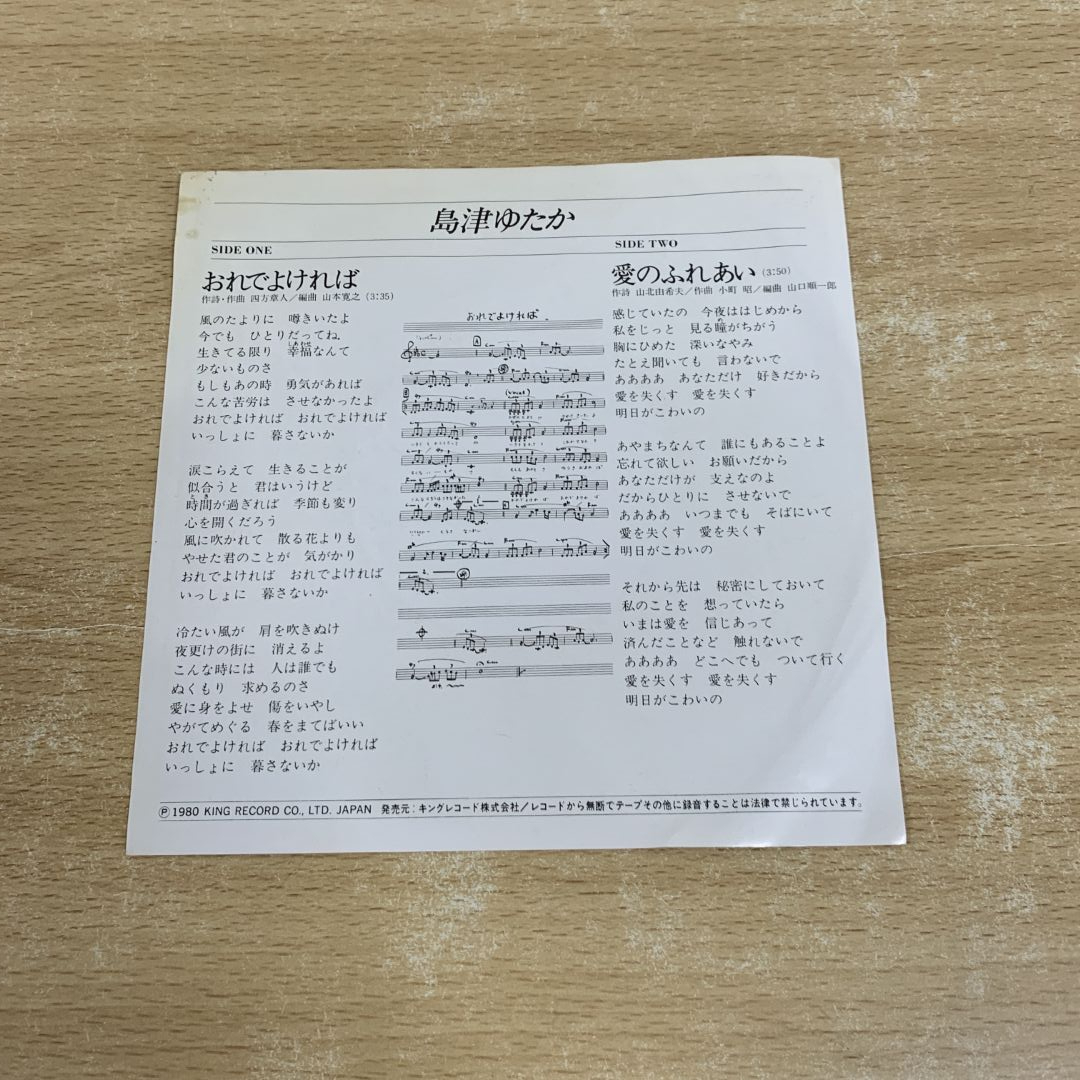 島津ゆたか
SIDE ONE
おれでよければ
作詩・作曲 四方章人／編曲 山本寛之 (3:35)
風のたよりに 噂きいたよ
今でも ひとりだってね。
生きてる限り 幸福なんて
少ないものさ
もしもあの時 勇気があれば
こんな苦労は させなかったよ
おれでよければ おれでよければ
いっしょに 暮さないか
涙こらえて 生きることが
似合うと 君はいうけど
時間が過ぎれば 季節も変り
心を開くだろう
風に吹かれて 散る花よりも
やせた君のことが 気がかり
おれでよければ おれでよければ
いっしょに 暮さないか
冷たい風が 肩を吹きぬけ
夜更けの街に 消えるよ
こんな時には 人は誰でも
ぬくもり 求めるのさ
愛に身をよせ 傷をいやし
やがてめぐる 春をまてばいい
おれでよければ おれでよければ
いっしょに 暮さないか
おれでよければ。
SIDE TWO
愛のふれあい (3:50)
作詩 山北由希夫／作曲 小町 昭／編曲 山口順一郎
感じていたの 今夜ははじめから
私をじっと 見る瞳がちがう
胸にひめた 深いなやみ
たとえ聞いても 言わないで
ああああ あなただけ 好きだから
愛を失くす 愛を失くす
明日がこわいの
あやまちなんて 誰にもあることよ
忘れて欲しい お願いだから
あなただけが 支えなのよ
だからひとりに させないで
ああああ いつまでも そばにいて
愛を失くす 愛を失くす
明日がこわいの
それから先は 秘密にしておいて
私のことを 想っていたら
いまは愛を 信じあって
済んだことなど 触れないで
ああああ どこへでも ついて行く
愛を失くす 愛を失くす
明日がこわいの
Ⓟ1980 KING RECORD CO., LTD. JAPAN 発売元：キングレコード株式会社／レコードから無断でテープその他に録音することは法律で禁じられています。